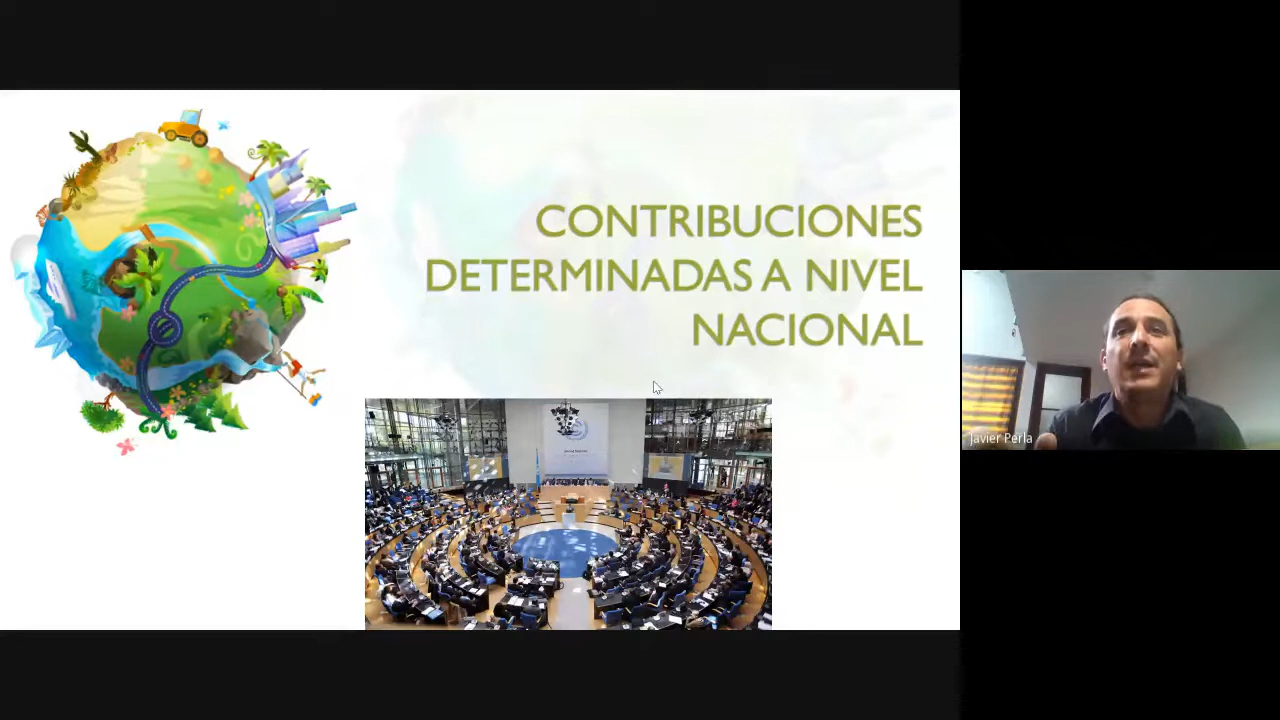 CONTRIBUCIONES
DETERMINADAS A NIVEL
NACIONAL
Javier Perla